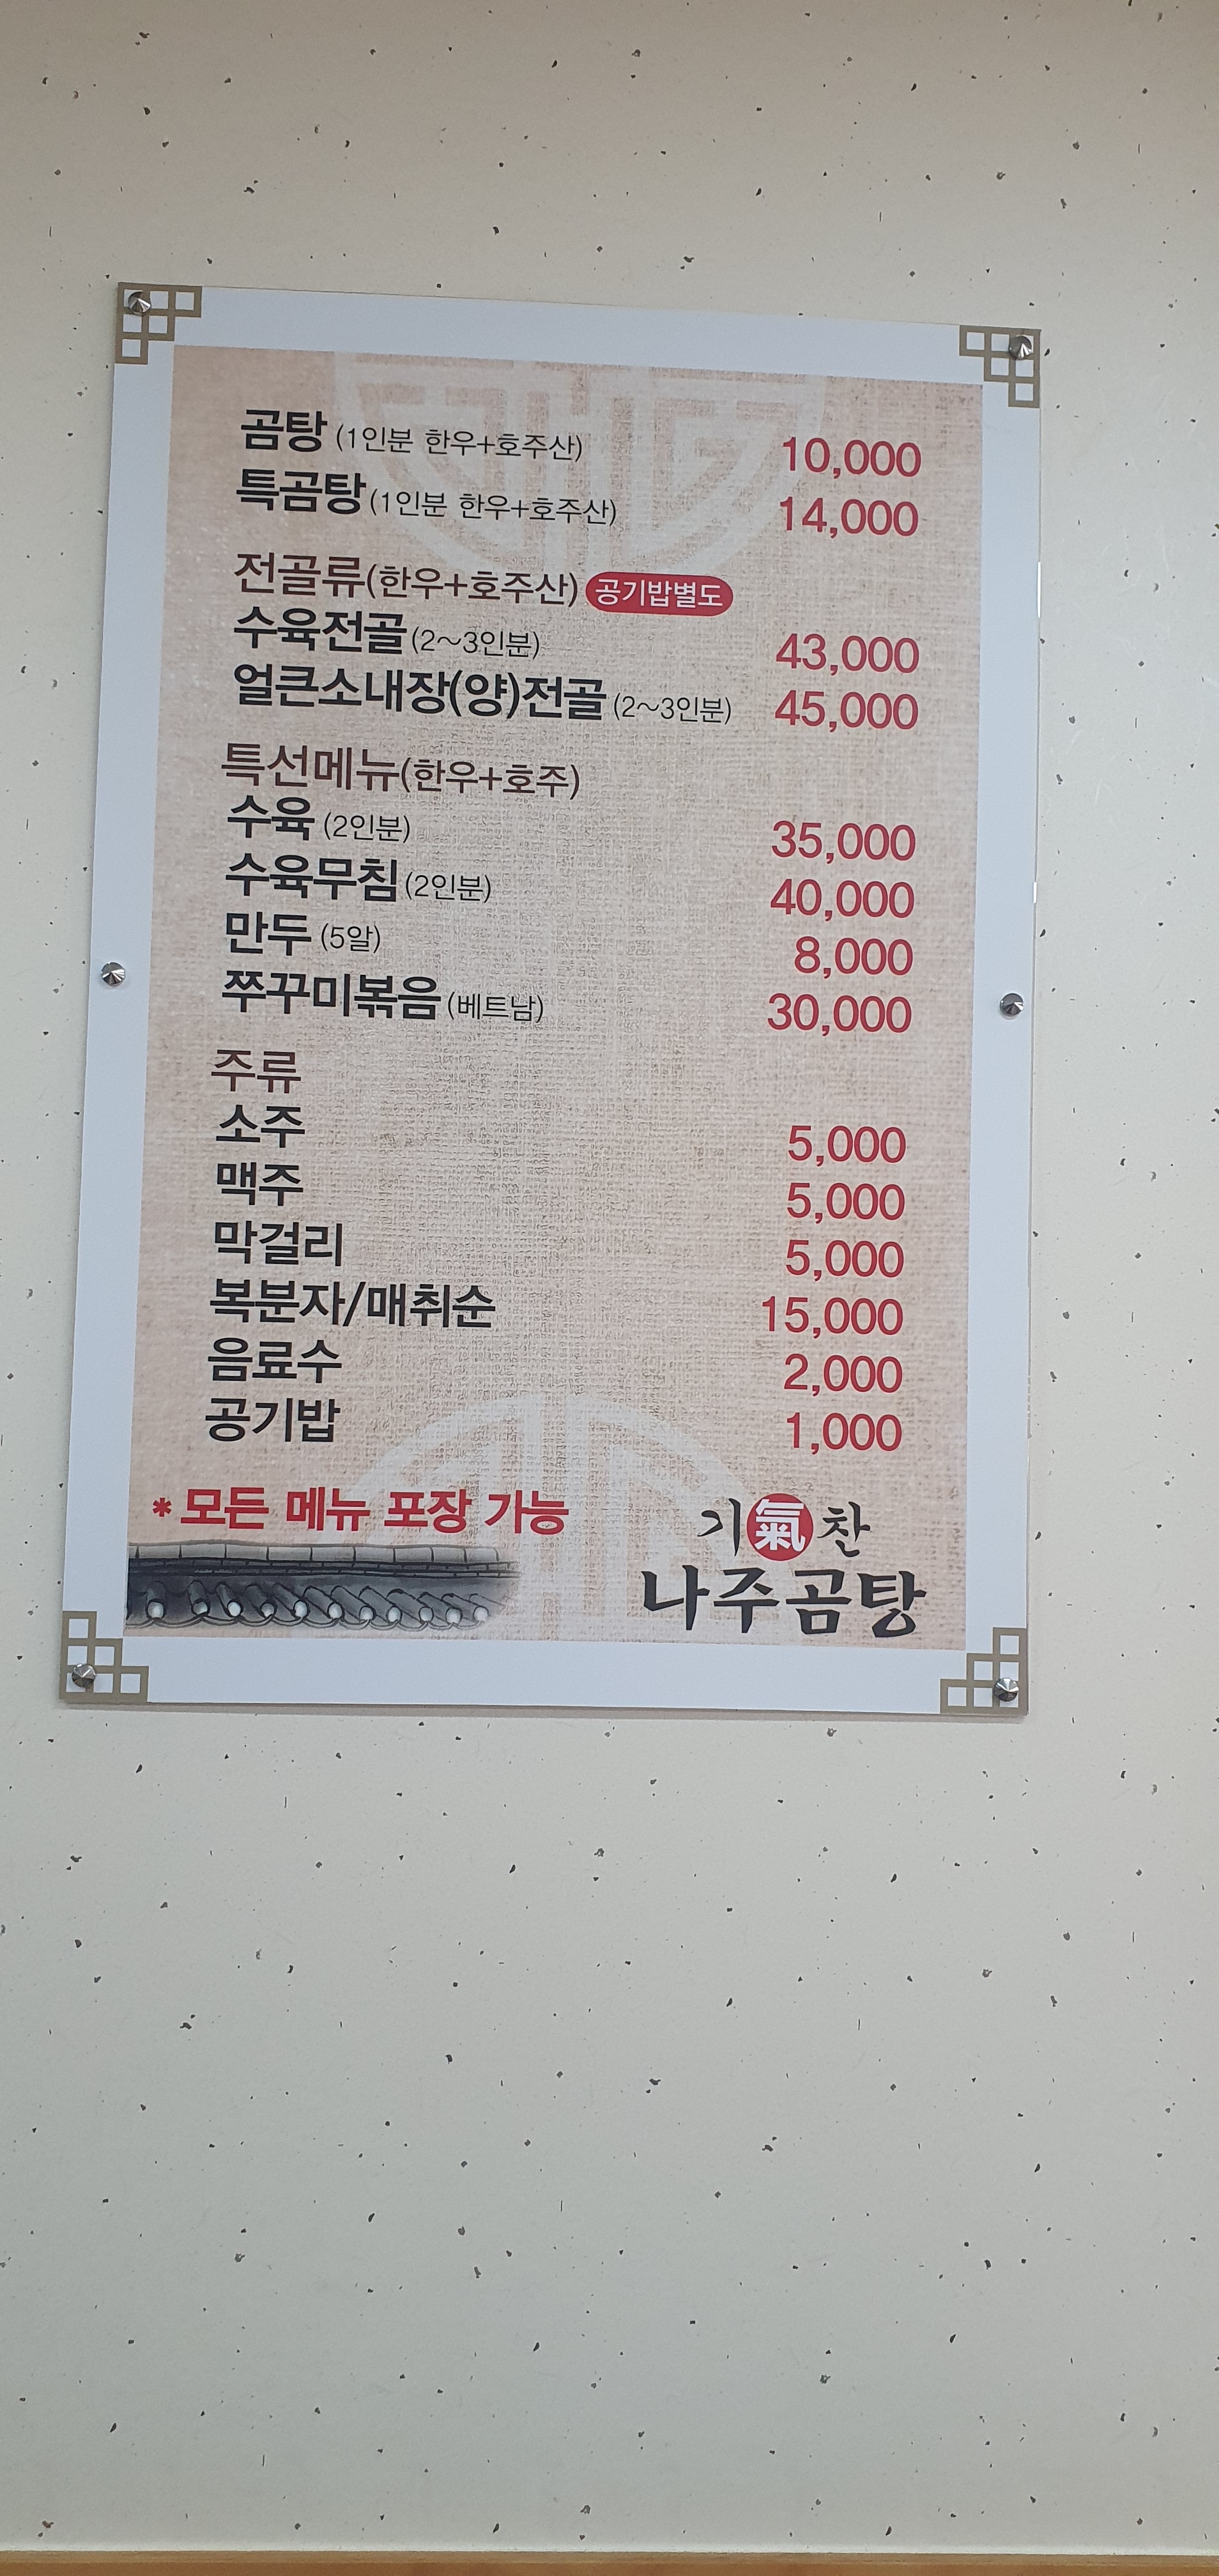 곰탕 (1인분 한우+호주산) 10,000
특곰탕 (1인분 한우+호주산) 14,000
전골류(한우+호주산) 공기밥별도
수육전골 (2~3인분) 43,000
얼큰소내장(양)전골 (2~3인분) 45,000
특선메뉴(한우+호주)
수육 (2인분) 35,000
수육무침 (2인분) 40,000
만두 (5알) 8,000
쭈꾸미볶음 (베트남) 30,000
주류
소주 5,000
맥주 5,000
막걸리 5,000
복분자/매취순 15,000
음료수 2,000
공기밥 1,000
* 모든 메뉴 포장 가능
기氣찬
나주곰탕